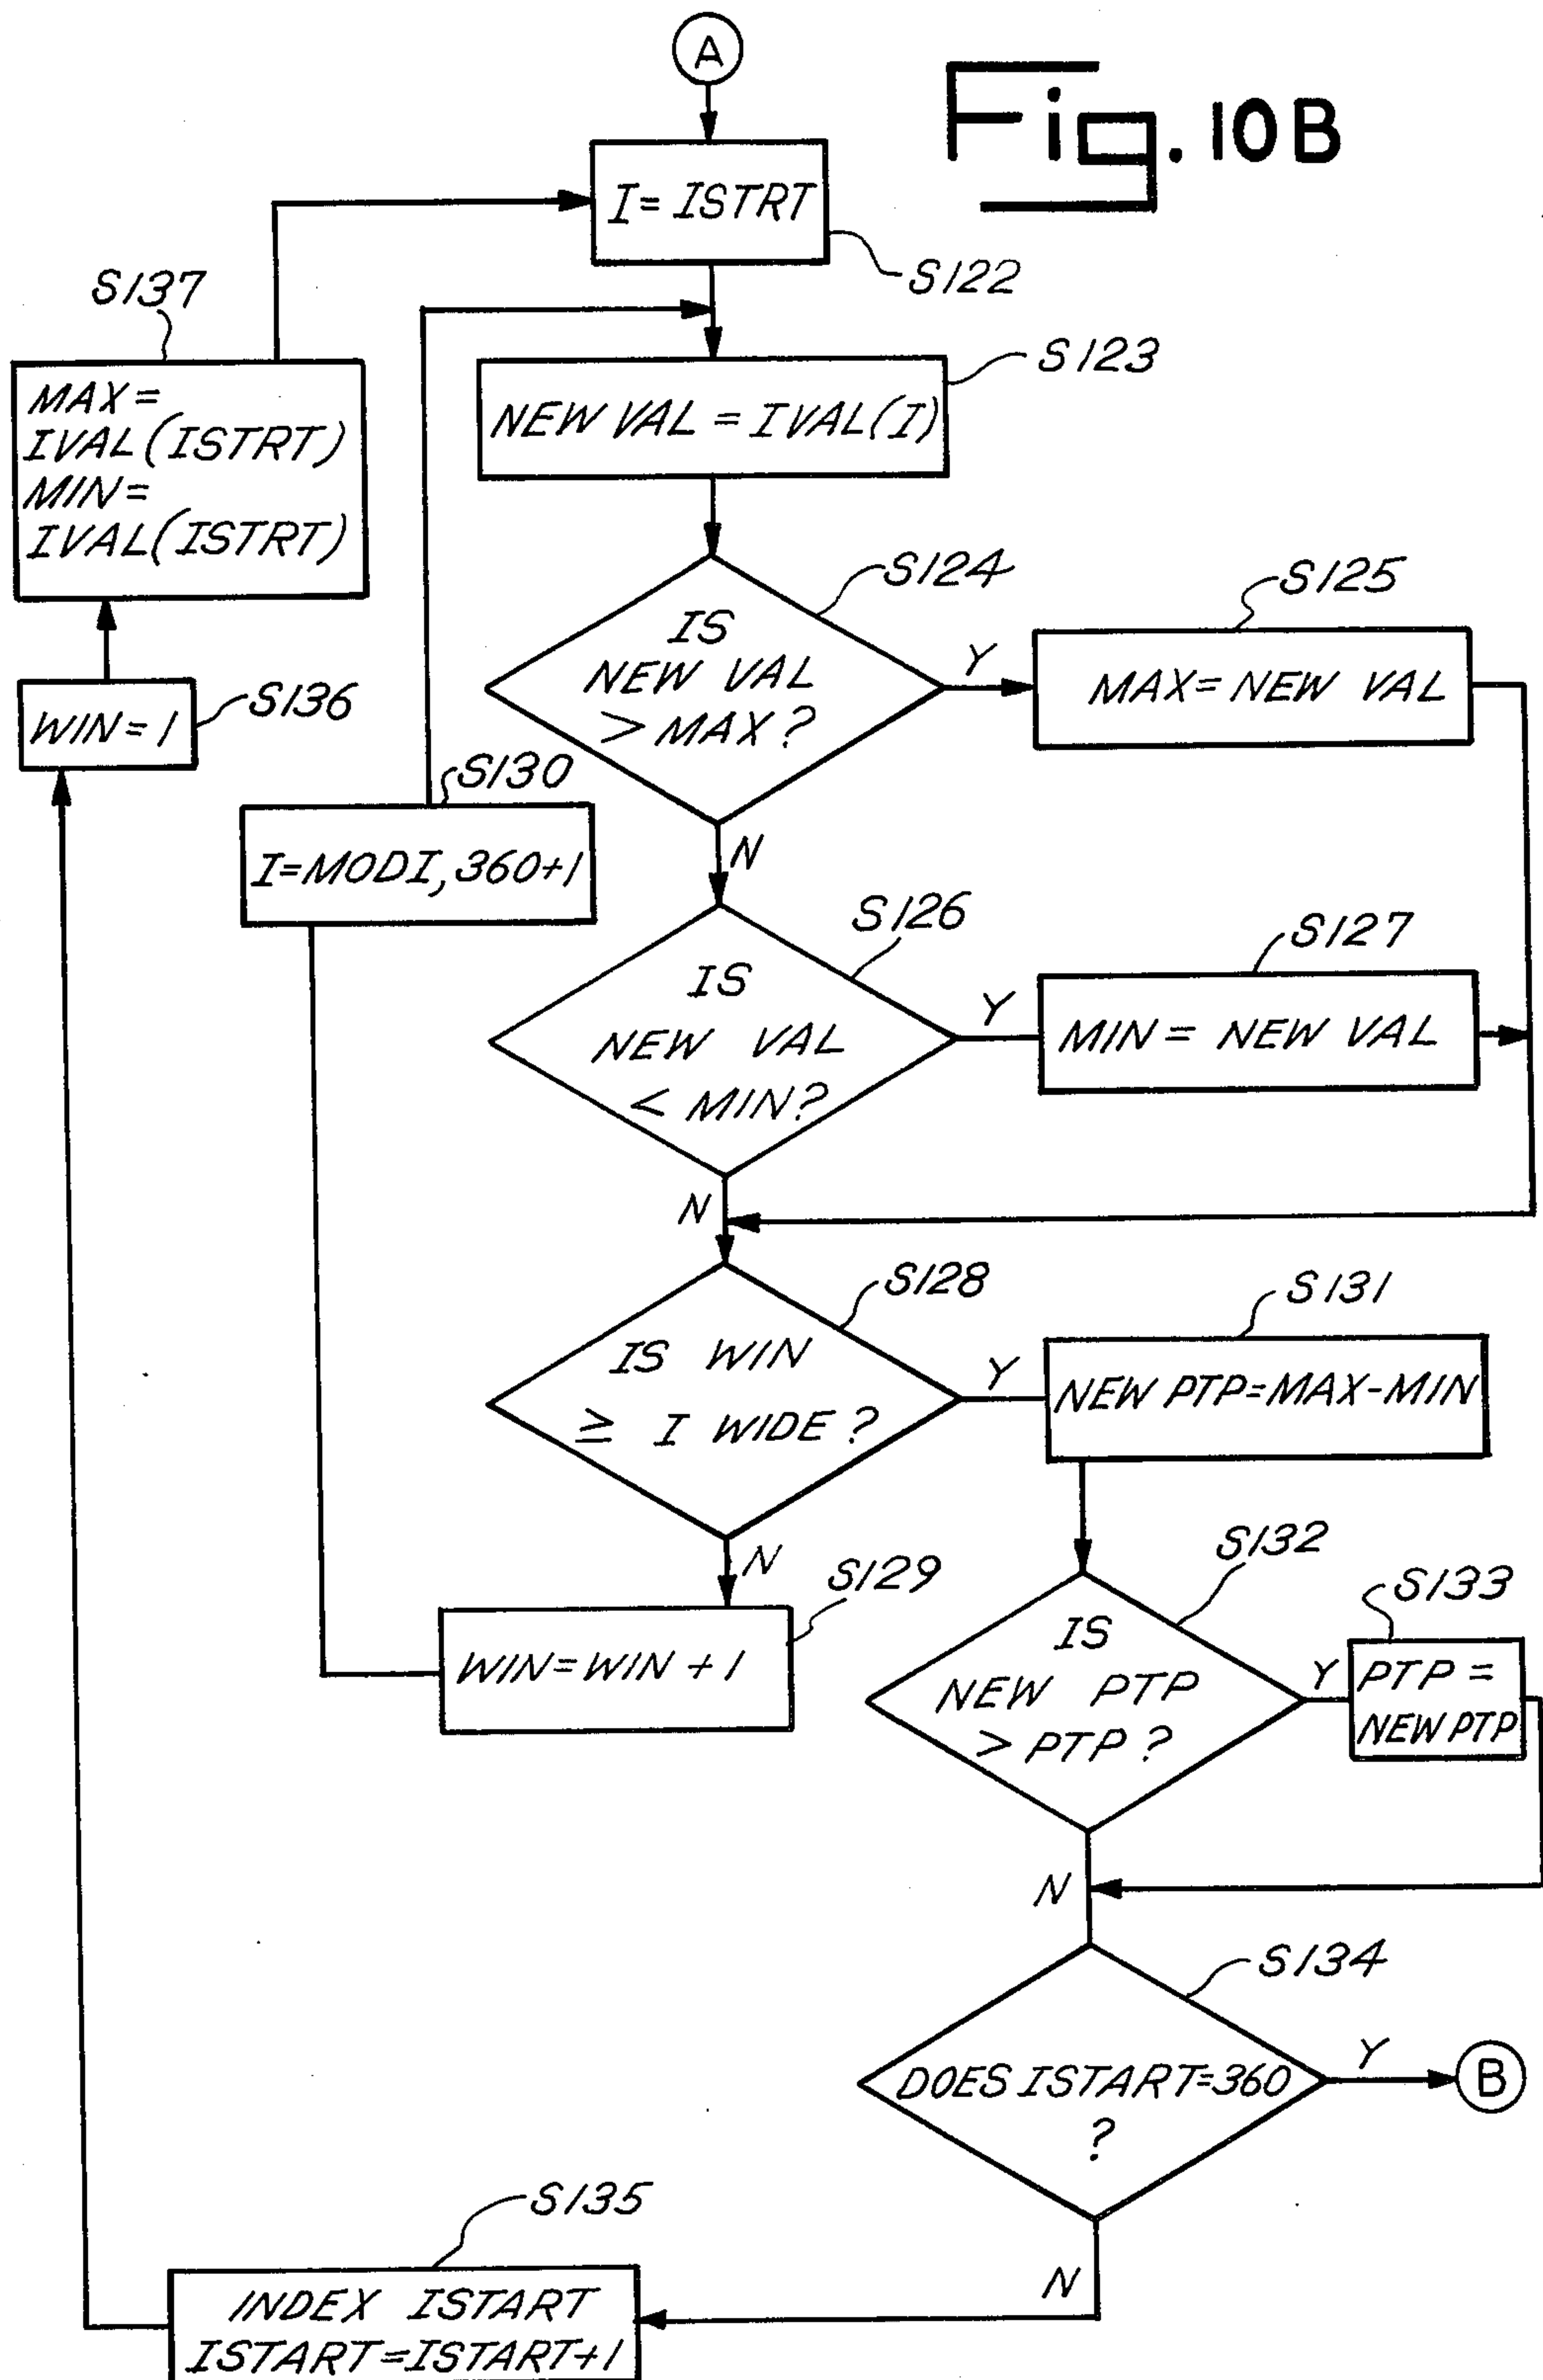 A
Fig. 10B
I = ISTRT
S122
S137
MAX =
IVAL(ISTRT)
MIN =
IVAL(ISTRT)
S123
NEW VAL = IVAL(I)
S124
IS
NEW VAL
> MAX?
Y
S125
MAX = NEW VAL
S136
WIN = 1
S130
I=MODI, 360+1
N
S126
IS
NEW VAL
< MIN?
Y
S127
MIN = NEW VAL
N
S128
IS WIN
≥ I WIDE?
Y
S131
NEW PTP=MAX-MIN
N
S129
WIN=WIN+1
S132
IS
NEW PTP
> PTP?
Y
S133
PTP =
NEW PTP
N
S134
DOES ISTART=360
?
Y
B
N
S135
INDEX ISTART
ISTART=ISTART+1